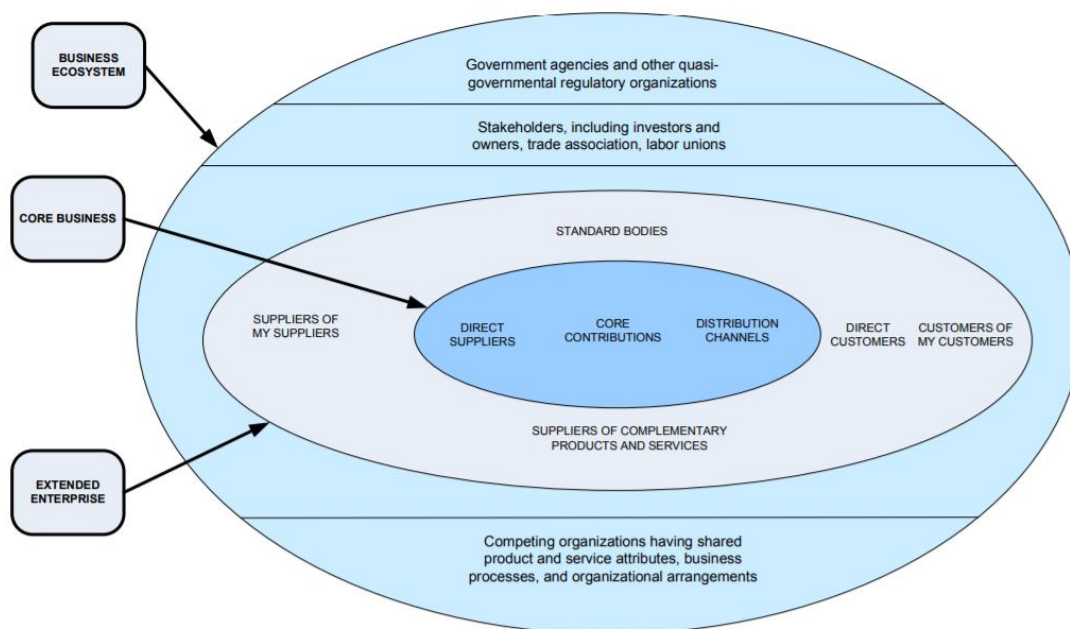 BUSINESS
ECOSYSTEM
Government agencies and other quasi-
governmental regulatory organizations
Stakeholders, including investors and
owners, trade association, labor unions
CORE BUSINESS
STANDARD BODIES
SUPPLIERS OF
MY SUPPLIERS
DIRECT
SUPPLIERS
CORE
CONTRIBUTIONS
DISTRIBUTION
CHANNELS
DIRECT
CUSTOMERS
CUSTOMERS OF
MY CUSTOMERS
SUPPLIERS OF COMPLEMENTARY
PRODUCTS AND SERVICES
EXTENDED
ENTERPRISE
Competing organizations having shared
product and service attributes, business
processes, and organizational arrangements